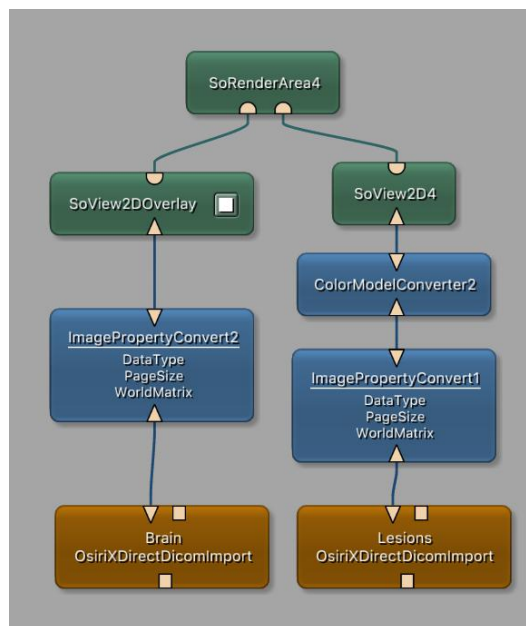 SoRenderArea4
SoView2DOverlay
SoView2D4
ColorModelConverter2
ImagePropertyConvert2
DataType
PageSize
WorldMatrix
ImagePropertyConvert1
DataType
PageSize
WorldMatrix
Brain
OsiriXDirectDicomImport
Lesions
OsiriXDirectDicomImport